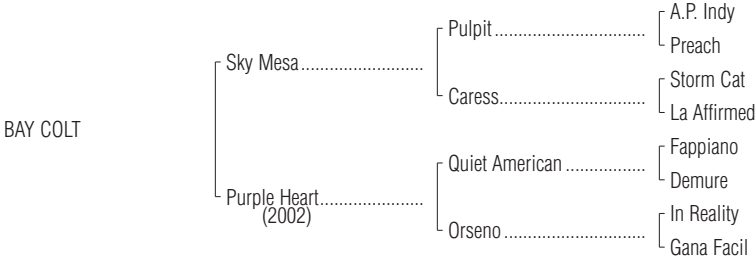 A.P. Indy
Pulpit..............................
Preach
Sky Mesa.........................
Storm Cat
Caress.............................
La Affirmed
BAY COLT
Fappiano
Quiet American................
Demure
Purple Heart.....................
(2002)
In Reality
Orseno............................
Gana Facil